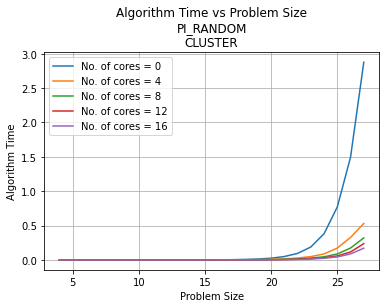 Algorithm Time vs Problem Size
PI_RANDOM
CLUSTER
No. of cores = 0
No. of cores = 4
No. of cores = 8
No. of cores = 12
No. of cores = 16
Algorithm Time
3.0
2.5
2.0
1.5
1.0
0.5
0.0
5
10
15
20
25
Problem Size